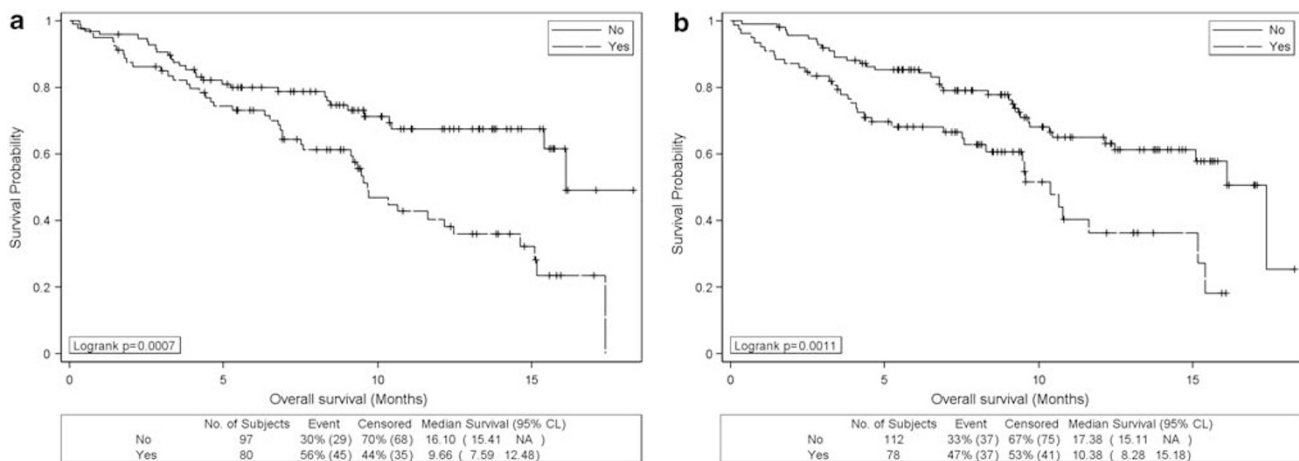 a
No
Yes
Survival Probability
1
0.8
0.6
0.4
0.2
0
Logrank p=0.0007
0 5 10 15
Overall survival (Months)
No. of Subjects Event Censored Median Survival (95% CL)
No 97 30% (29) 70% (68) 16.10 ( 15.41 NA )
Yes 80 56% (45) 44% (35) 9.66 ( 7.59 12.48)
b
No
Yes
Survival Probability
1
0.8
0.6
0.4
0.2
0
Logrank p=0.0011
0 5 10 15
Overall survival (Months)
No. of Subjects Event Censored Median Survival (95% CL)
No 112 33% (37) 67% (75) 17.38 ( 15.11 NA )
Yes 78 47% (37) 53% (41) 10.38 ( 8.28 15.18)